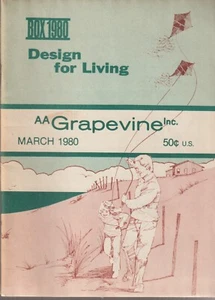 BOX 1980
Design
for Living
AA Grapevine Inc.
MARCH 1980 50¢ U.S.